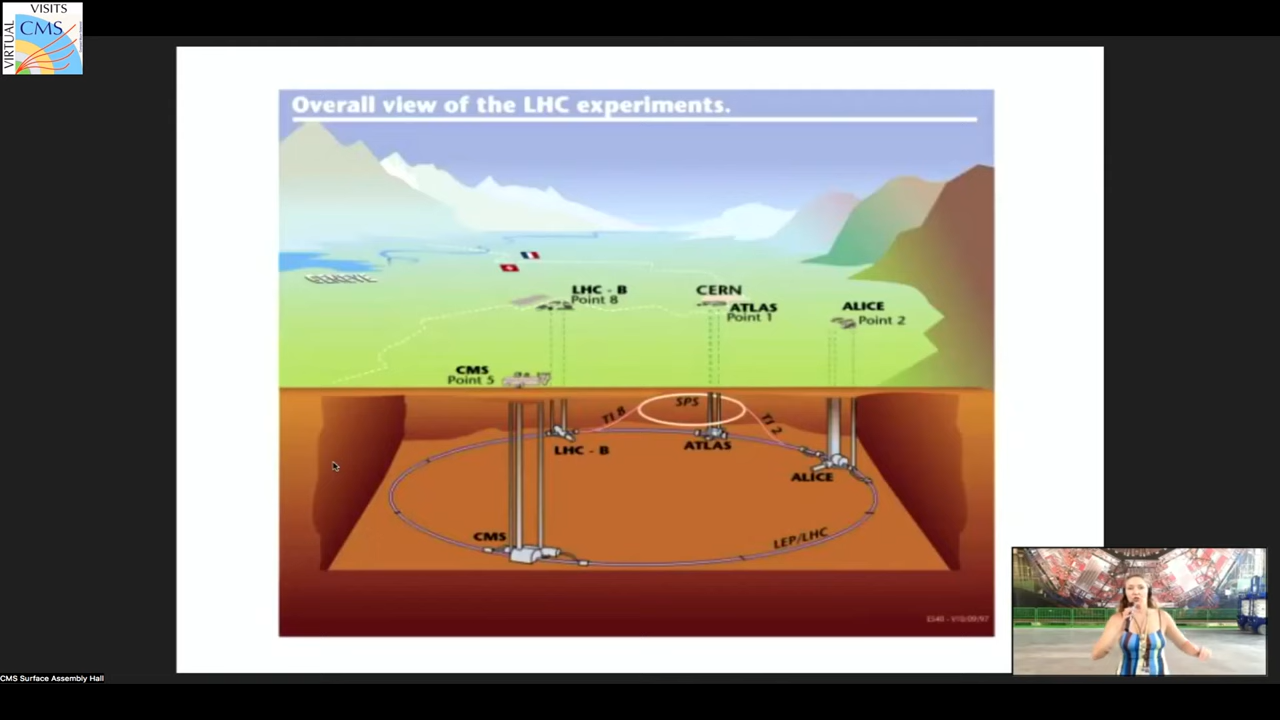 VISITS
VIRTUAL
CMS
Overall view of the LHC experiments.
GENEVE
LHC - B
Point 8
CERN
ATLAS
Point 1
ALICE
Point 2
CMS
Point 5
SPS
TI 8
TI 2
LHC - B
ATLAS
ALICE
CMS
LEP/LHC
CMS Surface Assembly Hall